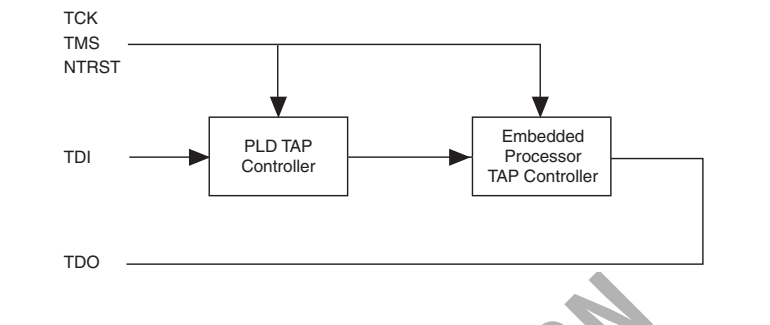 TCK
TMS
NTRST
TDI
PLD TAP
Controller
Embedded
Processor
TAP Controller
TDO